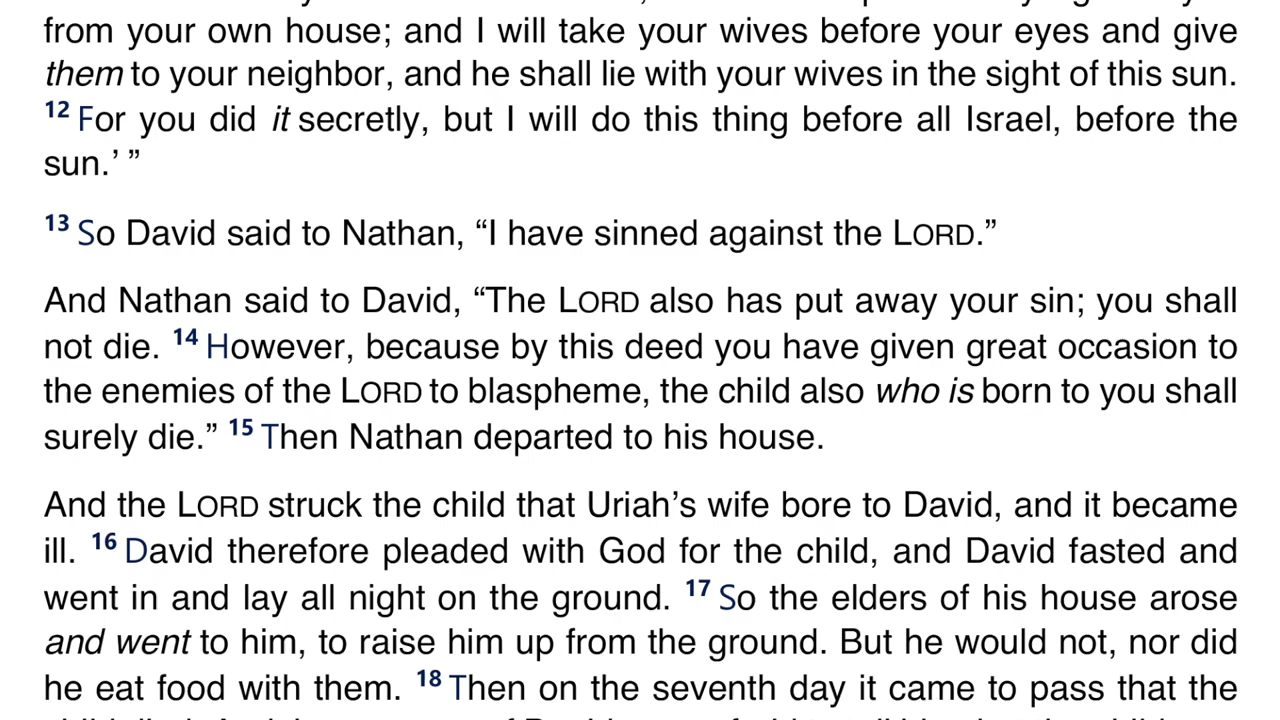 from your own house; and I will take your wives before your eyes and give
them to your neighbor, and he shall lie with your wives in the sight of this sun.
12 For you did it secretly, but I will do this thing before all Israel, before the
sun.’ ”
13 So David said to Nathan, “I have sinned against the LORD.”
And Nathan said to David, “The LORD also has put away your sin; you shall
not die. 14 However, because by this deed you have given great occasion to
the enemies of the LORD to blaspheme, the child also who is born to you shall
surely die.” 15 Then Nathan departed to his house.
And the LORD struck the child that Uriah’s wife bore to David, and it became
ill. 16 David therefore pleaded with God for the child, and David fasted and
went in and lay all night on the ground. 17 So the elders of his house arose
and went to him, to raise him up from the ground. But he would not, nor did
he eat food with them. 18 Then on the seventh day it came to pass that the